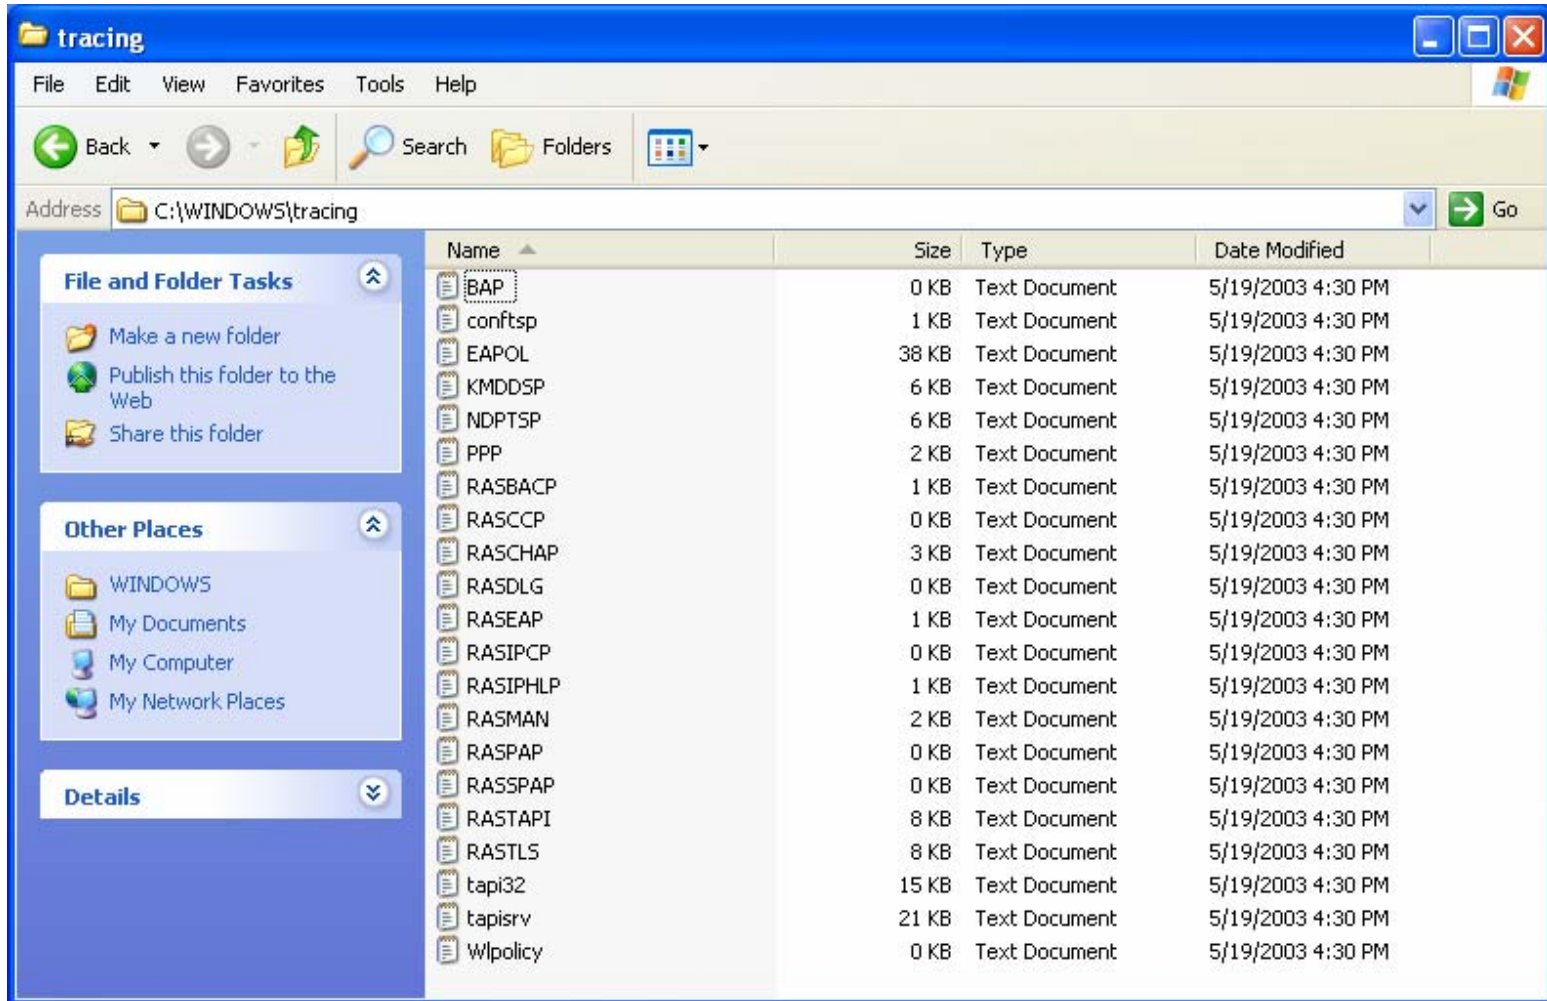 tracing
File Edit View Favorites Tools Help
Back Search Folders
Address C:\WINDOWS\tracing Go
File and Folder Tasks
Make a new folder
Publish this folder to the
Web
Share this folder
Other Places
WINDOWS
My Documents
My Computer
My Network Places
Details
Name Size Type Date Modified
BAP 0 KB Text Document 5/19/2003 4:30 PM
conftsp 1 KB Text Document 5/19/2003 4:30 PM
EAPOL 38 KB Text Document 5/19/2003 4:30 PM
KMDDSP 6 KB Text Document 5/19/2003 4:30 PM
NDPTSP 6 KB Text Document 5/19/2003 4:30 PM
PPP 2 KB Text Document 5/19/2003 4:30 PM
RASBACP 1 KB Text Document 5/19/2003 4:30 PM
RASCCP 0 KB Text Document 5/19/2003 4:30 PM
RASCHAP 3 KB Text Document 5/19/2003 4:30 PM
RASDLG 0 KB Text Document 5/19/2003 4:30 PM
RASEAP 1 KB Text Document 5/19/2003 4:30 PM
RASIPCP 0 KB Text Document 5/19/2003 4:30 PM
RASIPHLP 1 KB Text Document 5/19/2003 4:30 PM
RASMAN 2 KB Text Document 5/19/2003 4:30 PM
RASPAP 0 KB Text Document 5/19/2003 4:30 PM
RASSPAP 0 KB Text Document 5/19/2003 4:30 PM
RASTAPI 8 KB Text Document 5/19/2003 4:30 PM
RASTLS 8 KB Text Document 5/19/2003 4:30 PM
tapi32 15 KB Text Document 5/19/2003 4:30 PM
tapisrv 21 KB Text Document 5/19/2003 4:30 PM
Wlpolicy 0 KB Text Document 5/19/2003 4:30 PM